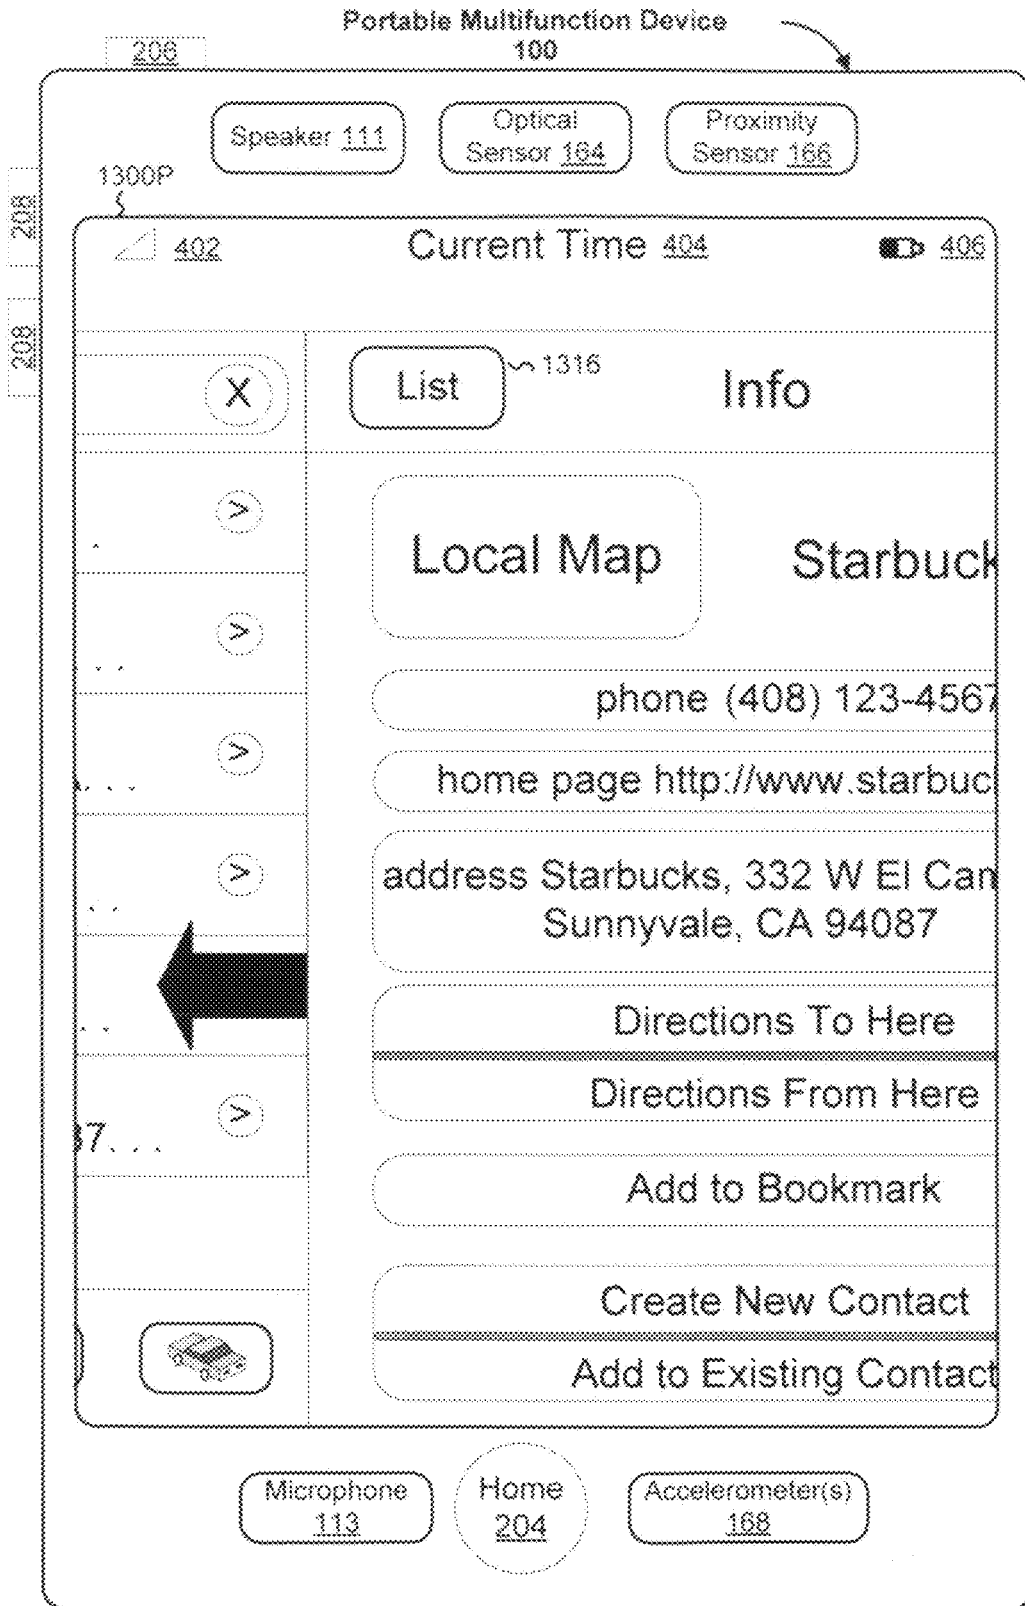 Portable Multifunction Device
100
206
Speaker 111
Optical
Sensor 164
Proximity
Sensor 166
1300P
208
208
402
Current Time 404
406
X
List
1316
Info
>
.
Local Map
Starbuck
>
. . .
phone (408) 123-4567
>
. . .
home page http://www.starbuc
>
. . .
address Starbucks, 332 W El Cam
Sunnyvale, CA 94087
. .
Directions To Here
Directions From Here
>
37. . .
Add to Bookmark
Create New Contact
Add to Existing Contact
Microphone
113
Home
204
Accelerometer(s)
168